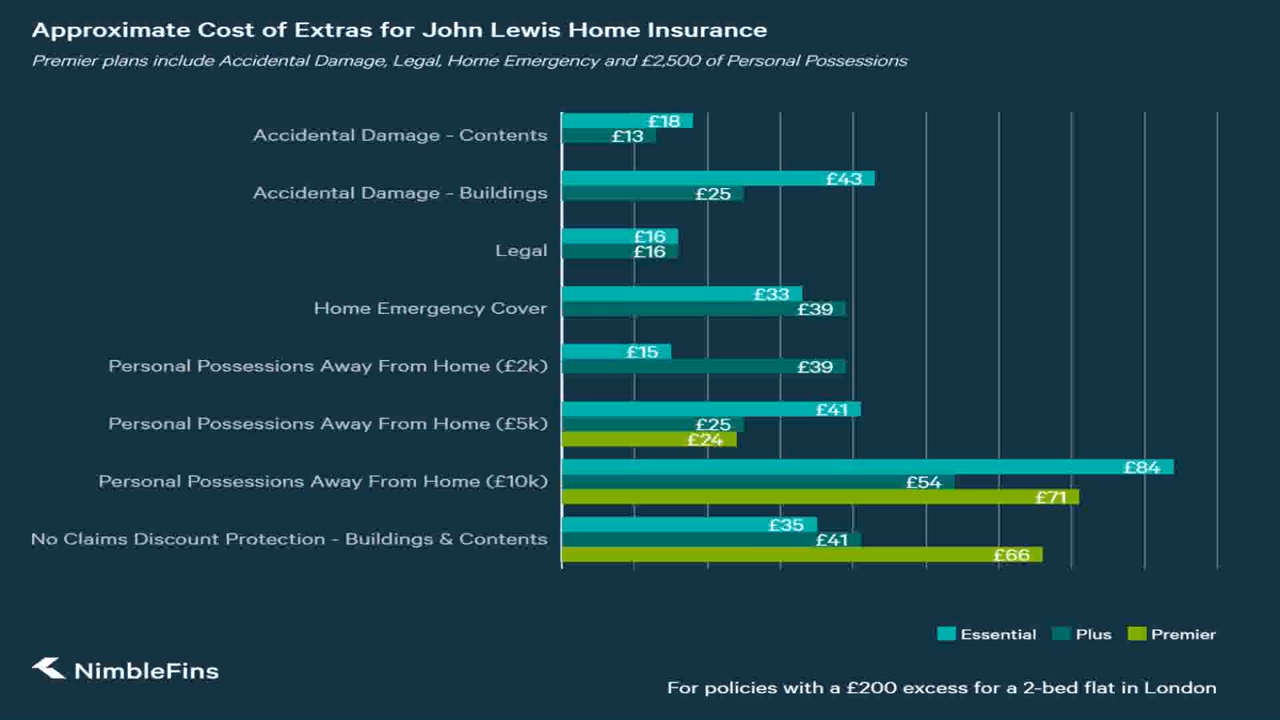 Approximate Cost of Extras for John Lewis Home Insurance
Premier plans include Accidental Damage, Legal, Home Emergency and £2,500 of Personal Possessions
Accidental Damage - Contents
£18
£13
Accidental Damage - Buildings
£43
£25
Legal
£16
£16
Home Emergency Cover
£33
£39
Personal Possessions Away From Home (£2k)
£15
£39
Personal Possessions Away From Home (£5k)
£41
£25
£24
Personal Possessions Away From Home (£10k)
£84
£54
£71
No Claims Discount Protection - Buildings & Contents
£35
£41
£66
Essential Plus Premier
NimbleFins
For policies with a £200 excess for a 2-bed flat in London